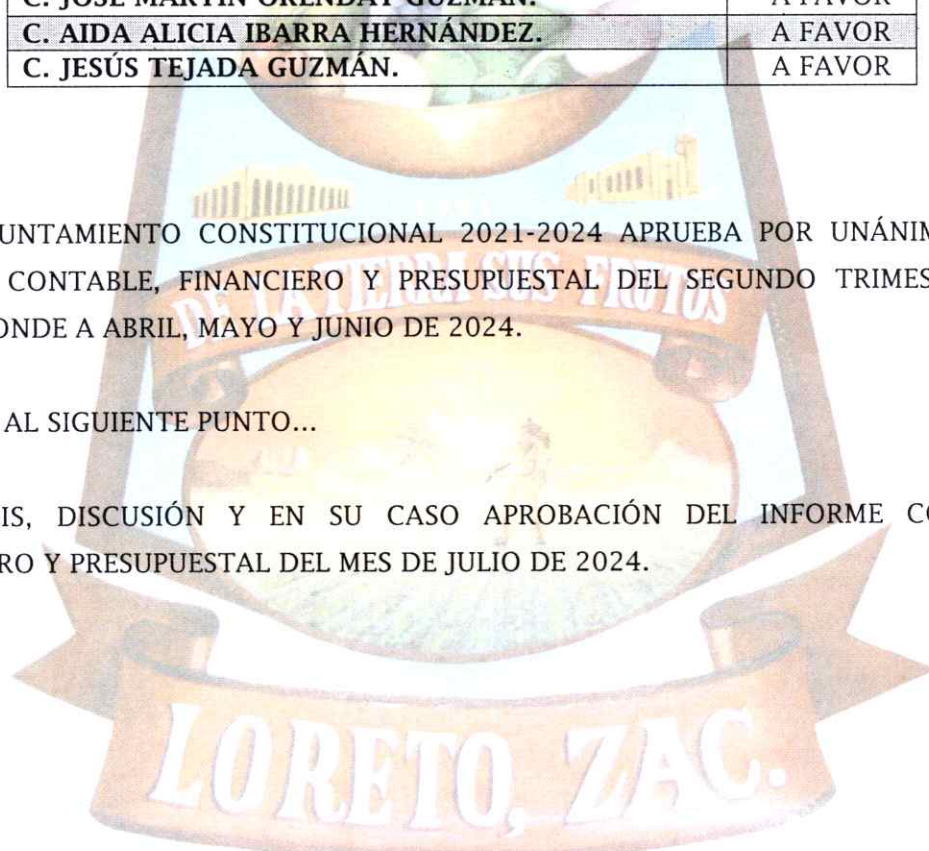 C. JOSÉ MARTÍN ORENDAY GUZMÁN. A FAVOR
C. AIDA ALICIA IBARRA HERNÁNDEZ. A FAVOR
C. JESÚS TEJADA GUZMÁN. A FAVOR
UNTAMIENTO CONSTITUCIONAL 2021-2024 APRUEBA POR UNÁNIM
CONTABLE, FINANCIERO Y PRESUPUESTAL DEL SEGUNDO TRIMES
DE LA TIERRA SUS FRUTOS
ONDE A ABRIL, MAYO Y JUNIO DE 2024.
AL SIGUIENTE PUNTO...
IS, DISCUSIÓN Y EN SU CASO APROBACIÓN DEL INFORME CO
RO Y PRESUPUESTAL DEL MES DE JULIO DE 2024.
LORETO, ZAC.